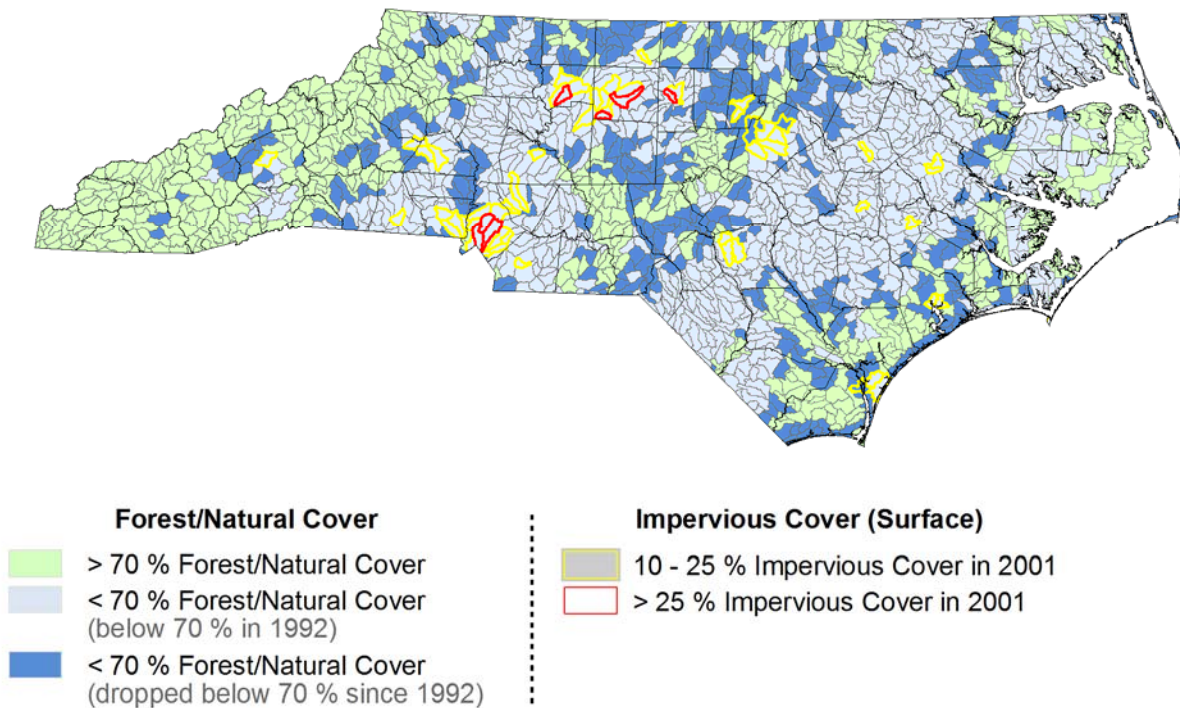 Forest/Natural Cover
> 70 % Forest/Natural Cover
< 70 % Forest/Natural Cover
(below 70 % in 1992)
< 70 % Forest/Natural Cover
(dropped below 70 % since 1992)
Impervious Cover (Surface)
10 - 25 % Impervious Cover in 2001
> 25 % Impervious Cover in 2001